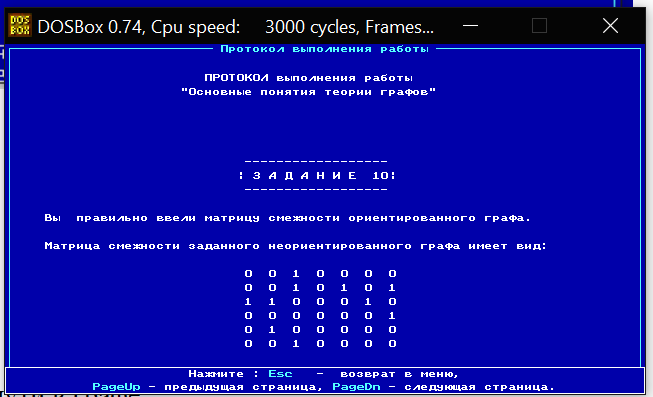 DOS
BOX
DOSBox 0.74, Cpu speed: 3000 cycles, Frames...
Протокол выполнения работы
ПРОТОКОЛ выполнения работы
"Основные понятия теории графов"
------------------
: З А Д А Н И Е 10:
------------------
Вы правильно ввели матрицу смежности ориентированного графа.
Матрица смежности заданного неориентированного графа имеет вид:
0 0 1 0 0 0 0
0 0 1 0 1 0 1
1 1 0 0 0 1 0
0 0 0 0 0 0 1
0 1 0 0 0 0 0
0 0 1 0 0 0 0
Нажмите : Esc - возврат в меню,
PageUp - предыдущая страница, PageDn - следующая страница.